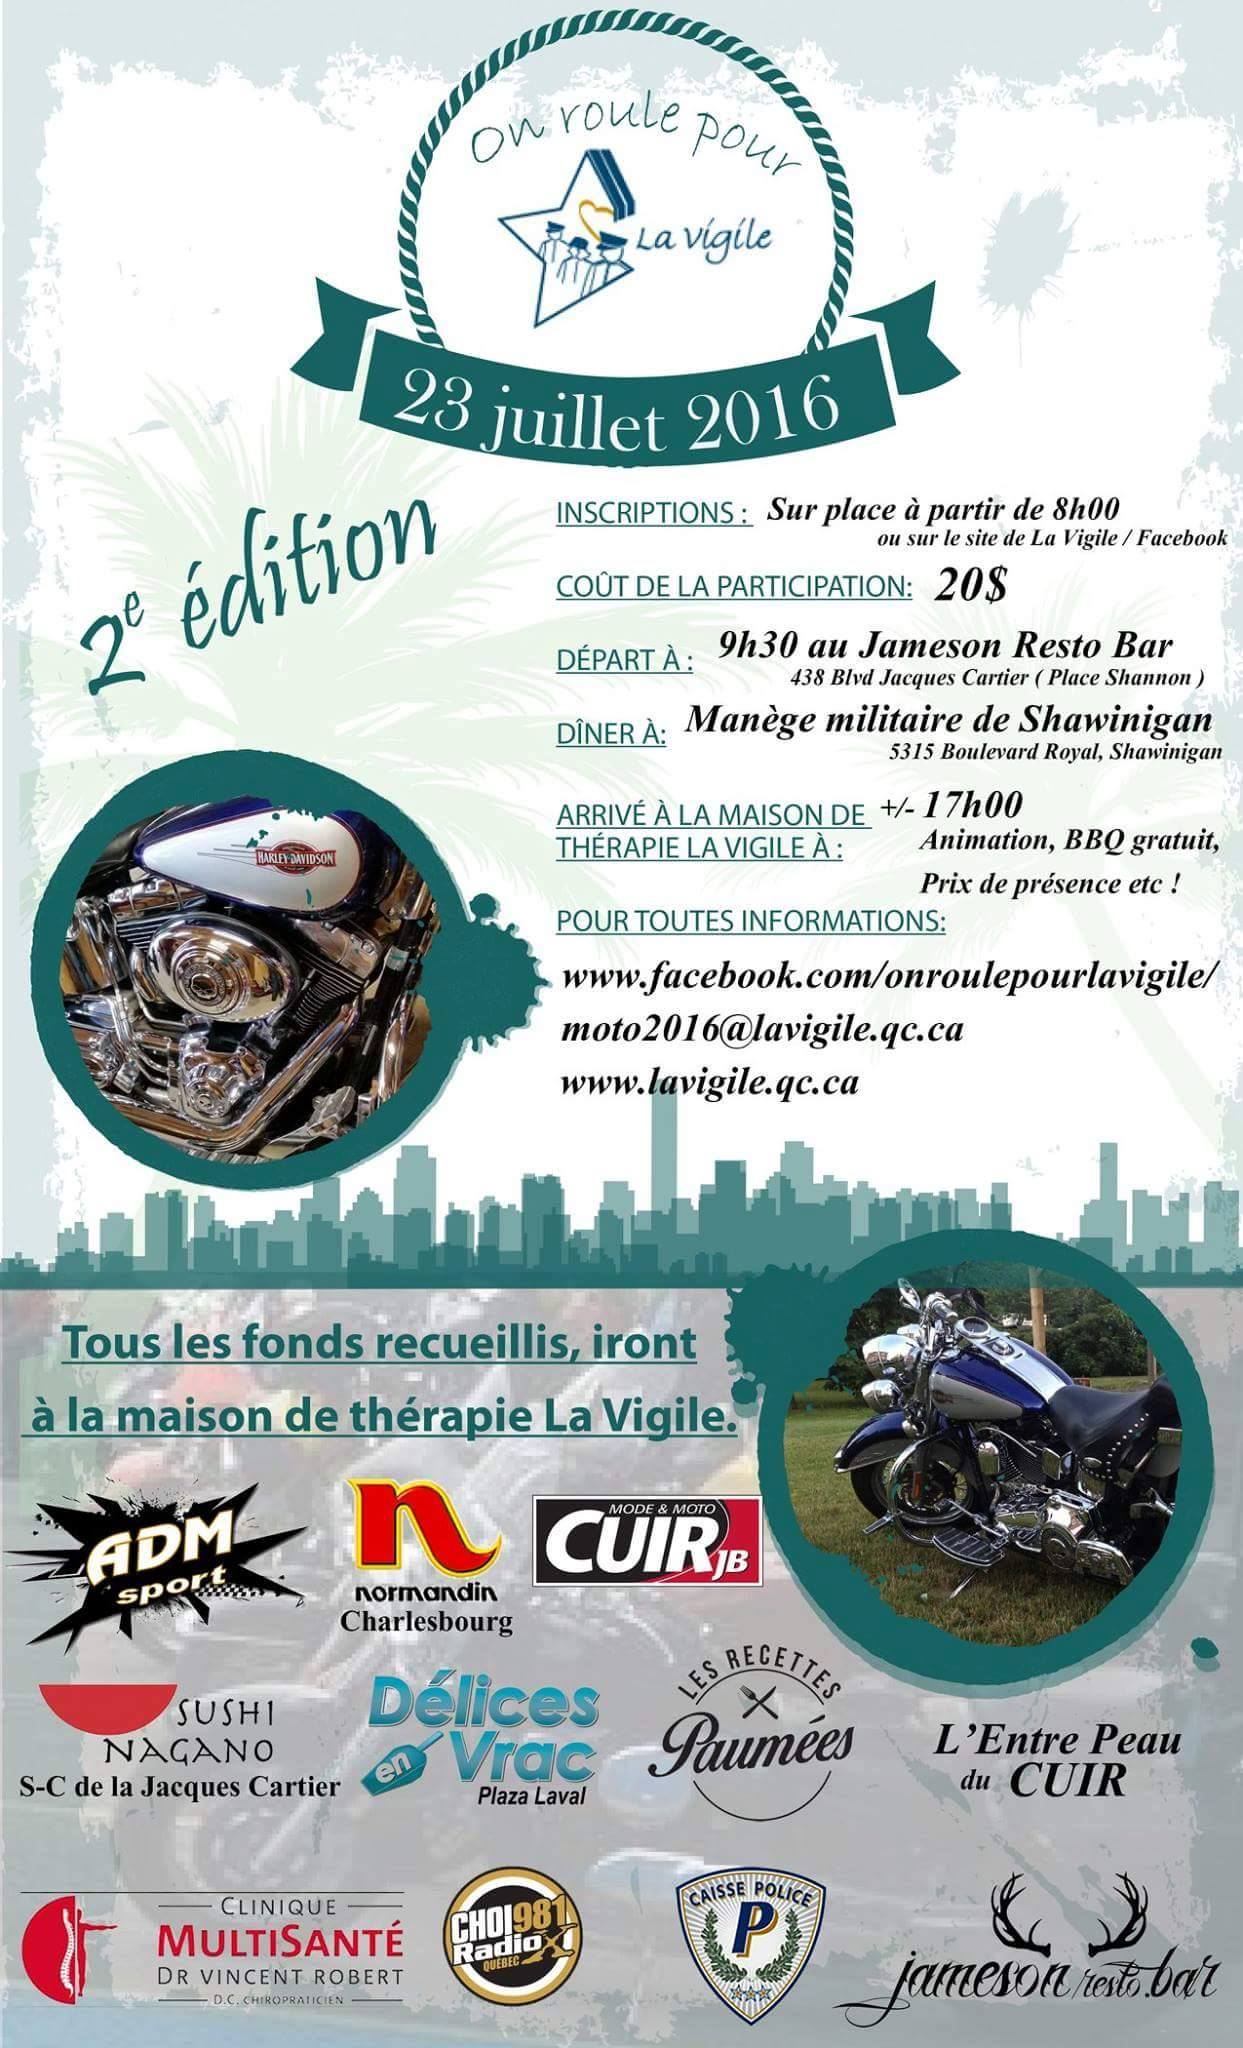 On roule pour
La vigile
23 juillet 2016
2e édition
INSCRIPTIONS : Sur place à partir de 8h00
ou sur le site de La Vigile / Facebook
COÛT DE LA PARTICIPATION: 20$
DÉPART À : 9h30 au Jameson Resto Bar
438 Blvd Jacques Cartier ( Place Shannon )
DÎNER À: Manège militaire de Shawinigan
5315 Boulevard Royal, Shawinigan
ARRIVÉ À LA MAISON DE +/- 17h00
THÉRAPIE LA VIGILE À : Animation, BBQ gratuit,
Prix de présence etc !
POUR TOUTES INFORMATIONS:
www.facebook.com/onroulepourlavigile/
moto2016@lavigile.qc.ca
www.lavigile.qc.ca
HARLEY-DAVIDSON
Tous les fonds recueillis, iront
à la maison de thérapie La Vigile.
ADM
sport
n
normandin
Charlesbourg
MODE & MOTO
CUIR JB
SUSHI
NAGANO
S-C de la Jacques Cartier
Délices
en Vrac
Plaza Laval
LES RECETTES
Paumées
L'Entre Peau
du CUIR
CLINIQUE
MULTISANTÉ
DR VINCENT ROBERT
D.C. CHIROPRATICIEN
CHOI 981
Radio X
QUÉBEC
CAISSE POLICE
P
jameson resto.bar